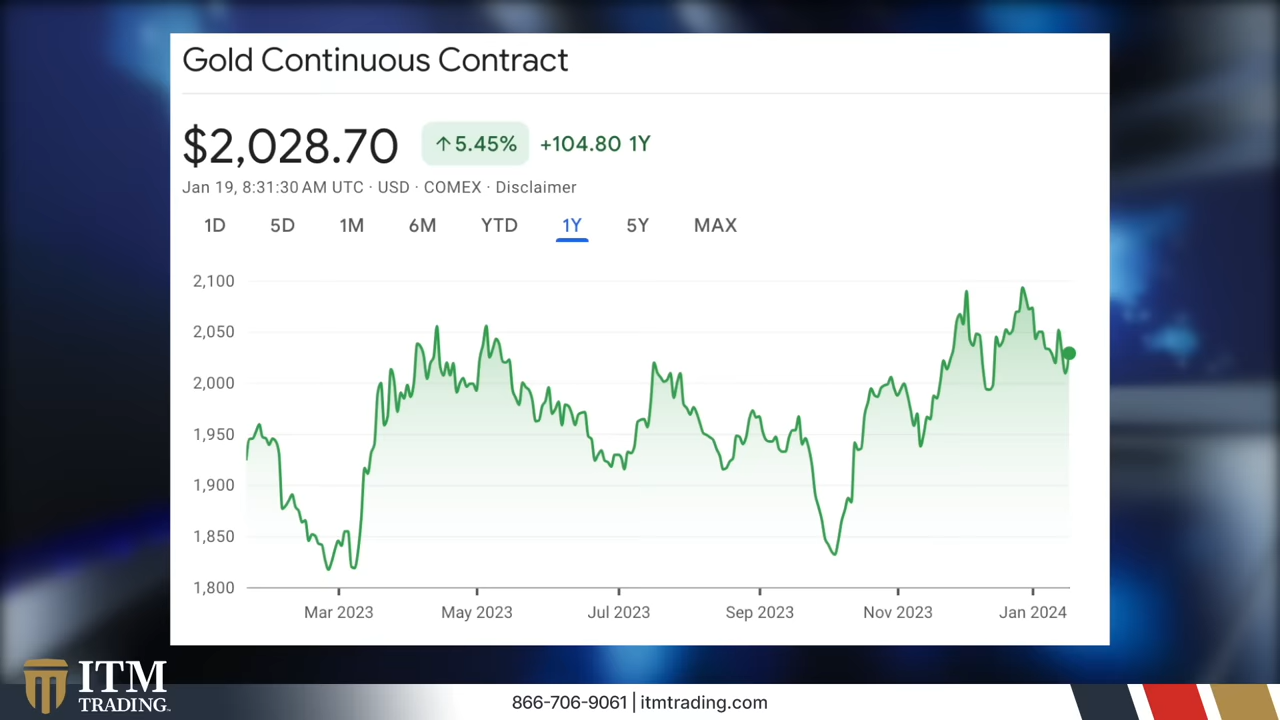 Gold Continuous Contract
$2,028.70 ↑5.45% +104.80 1Y
Jan 19, 8:31:30 AM UTC · USD · COMEX · Disclaimer
1D 5D 1M 6M YTD 1Y 5Y MAX
2,100
2,050
2,000
1,950
1,900
1,850
1,800
Mar 2023 May 2023 Jul 2023 Sep 2023 Nov 2023 Jan 2024
ITM
TRADING
866-706-9061 | itmtrading.com